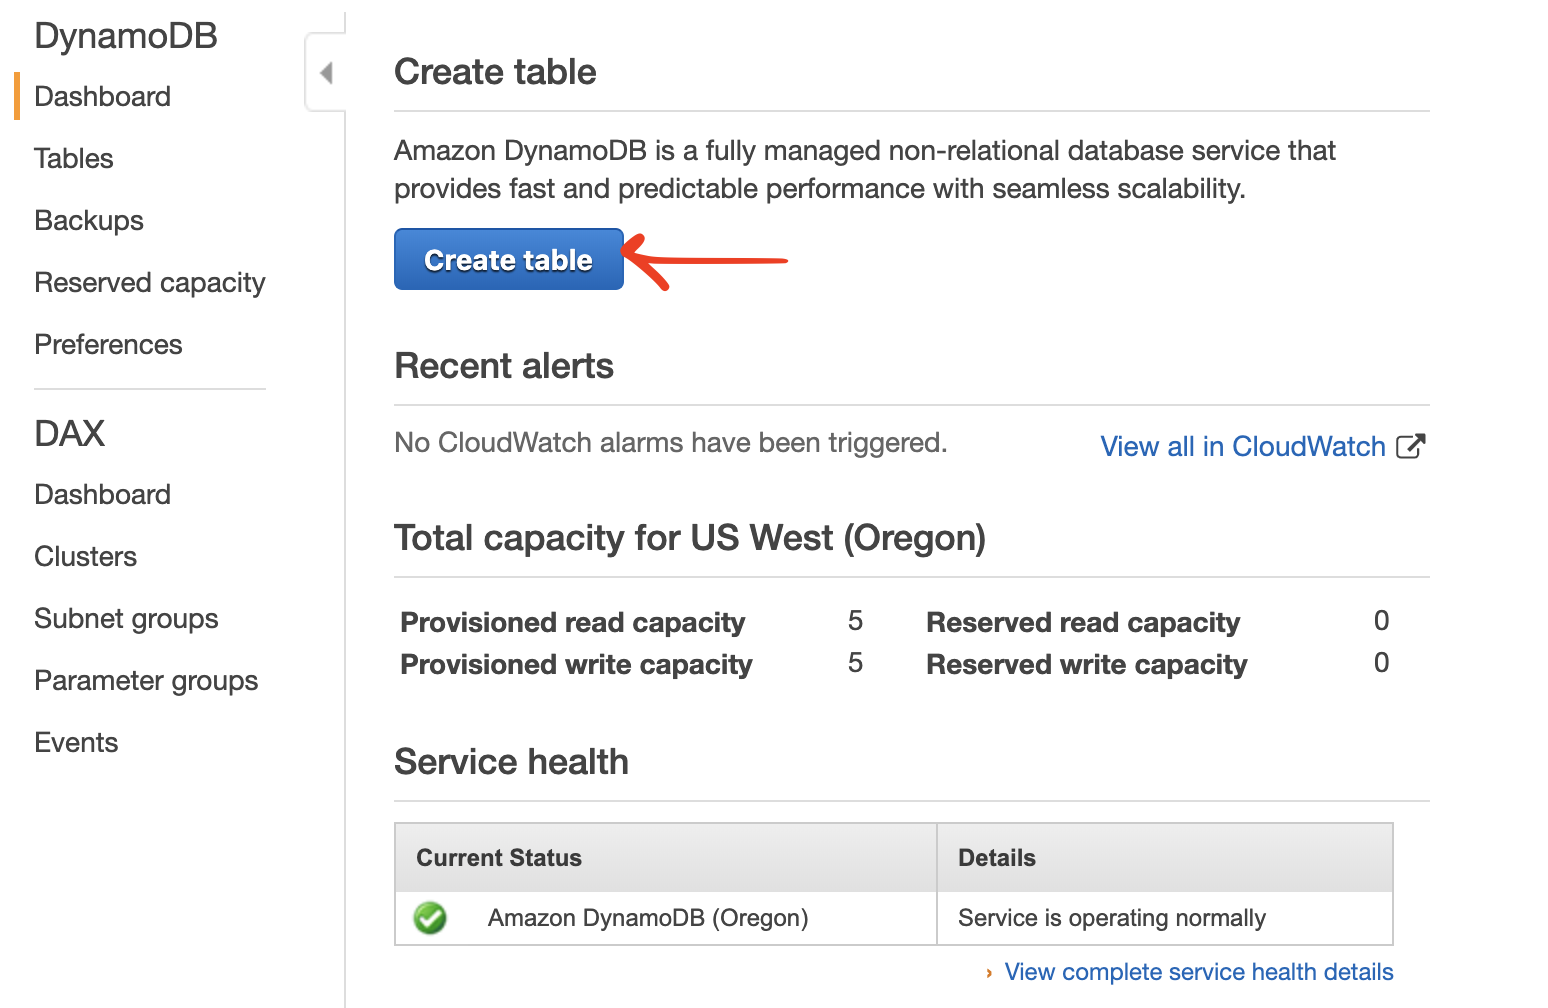 DynamoDB
Dashboard
Tables
Backups
Reserved capacity
Preferences
DAX
Dashboard
Clusters
Subnet groups
Parameter groups
Events
Create table
Amazon DynamoDB is a fully managed non-relational database service that
provides fast and predictable performance with seamless scalability.
Create table
Recent alerts
No CloudWatch alarms have been triggered.
View all in CloudWatch
Total capacity for US West (Oregon)
Provisioned read capacity 5 Reserved read capacity 0
Provisioned write capacity 5 Reserved write capacity 0
Service health
Current Status Details
Amazon DynamoDB (Oregon) Service is operating normally
View complete service health details